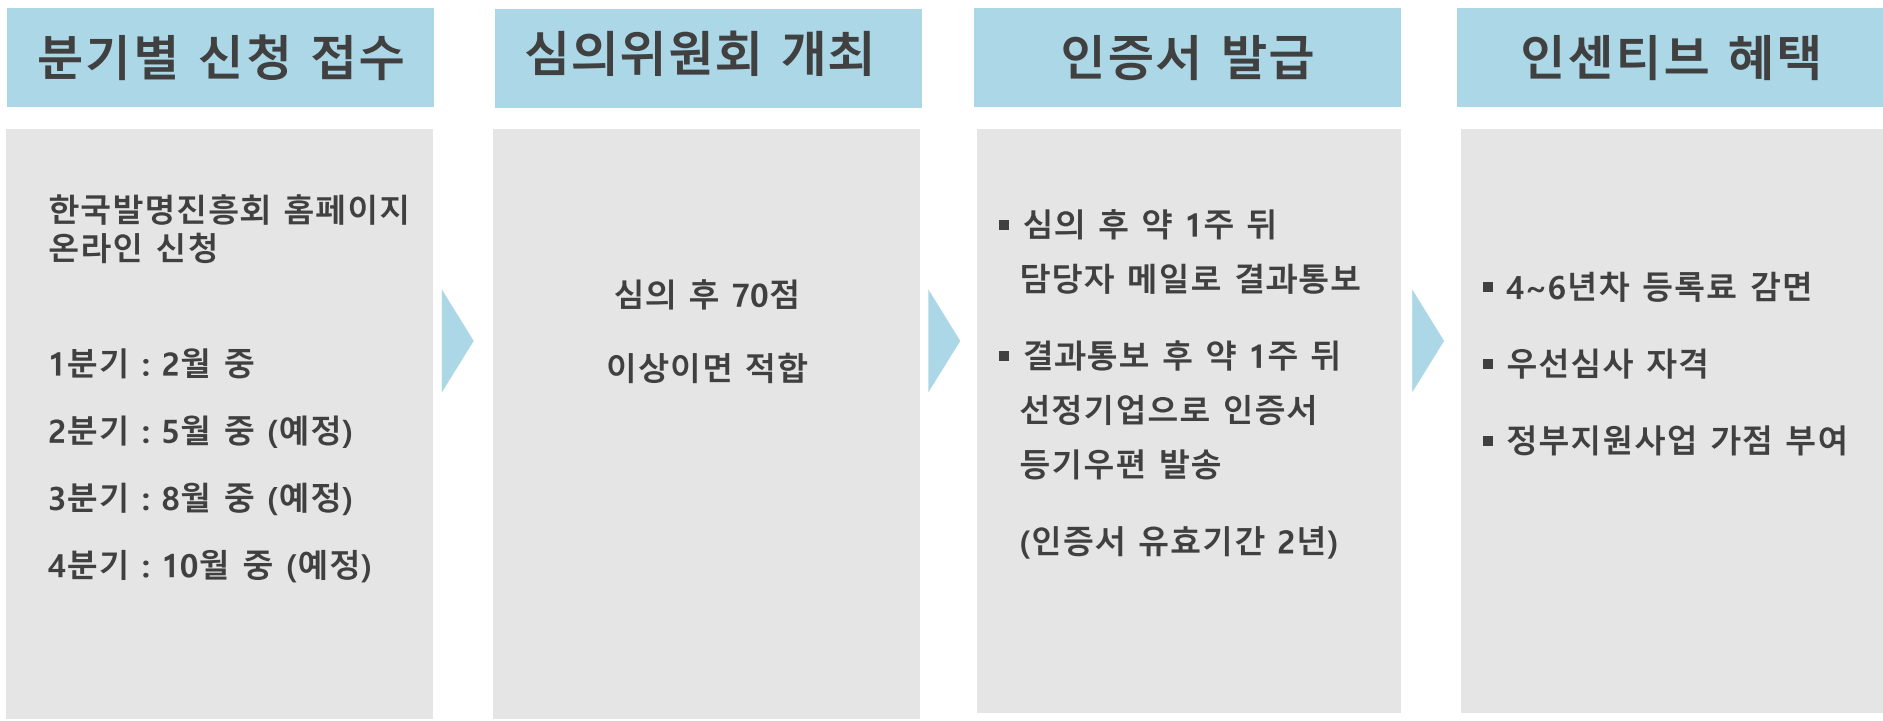 분기별 신청 접수
한국발명진흥회 홈페이지
온라인 신청
1분기 : 2월 중
2분기 : 5월 중 (예정)
3분기 : 8월 중 (예정)
4분기 : 10월 중 (예정)
심의위원회 개최
심의 후 70점
이상이면 적합
인증서 발급
▪ 심의 후 약 1주 뒤
담당자 메일로 결과통보
▪ 결과통보 후 약 1주 뒤
선정기업으로 인증서
등기우편 발송
(인증서 유효기간 2년)
인센티브 혜택
▪ 4~6년차 등록료 감면
▪ 우선심사 자격
▪ 정부지원사업 가점 부여